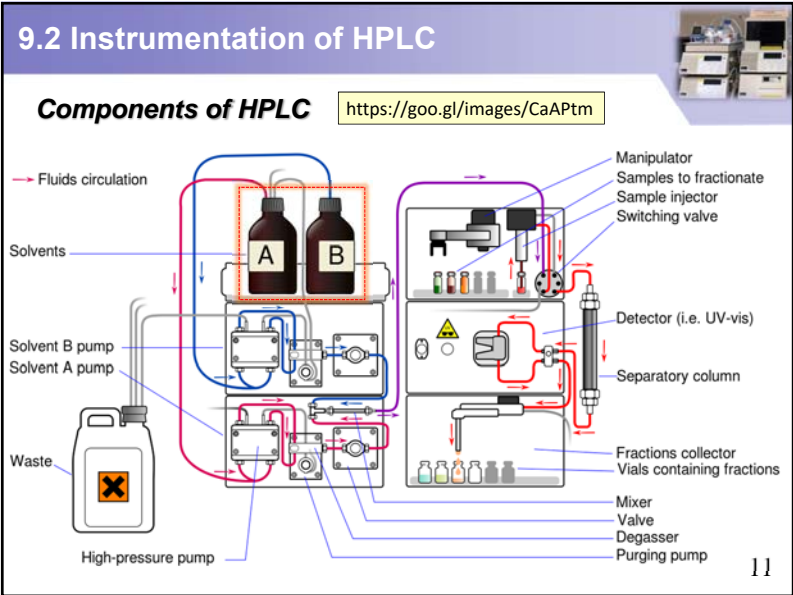 9.2 Instrumentation of HPLC
Components of HPLC
https://goo.gl/images/CaAPtm
Fluids circulation
Solvents
A
B
Solvent B pump
Solvent A pump
Waste
High-pressure pump
Manipulator
Samples to fractionate
Sample injector
Switching valve
Detector (i.e. UV-vis)
Separatory column
Fractions collector
Vials containing fractions
Mixer
Valve
Degasser
Purging pump
11